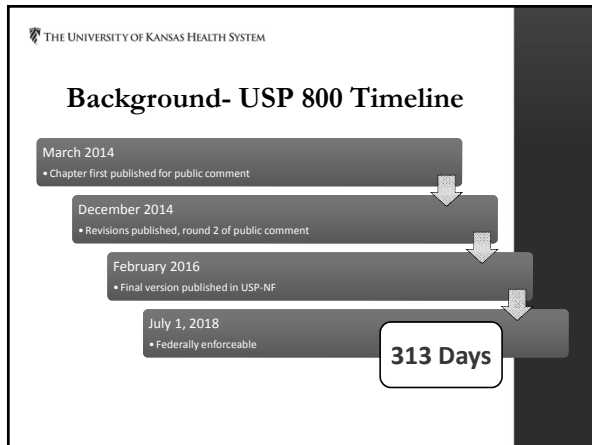 THE UNIVERSITY OF KANSAS HEALTH SYSTEM
Background- USP 800 Timeline
March 2014
• Chapter first published for public comment
December 2014
• Revisions published, round 2 of public comment
February 2016
• Final version published in USP-NF
July 1, 2018
• Federally enforceable
313 Days